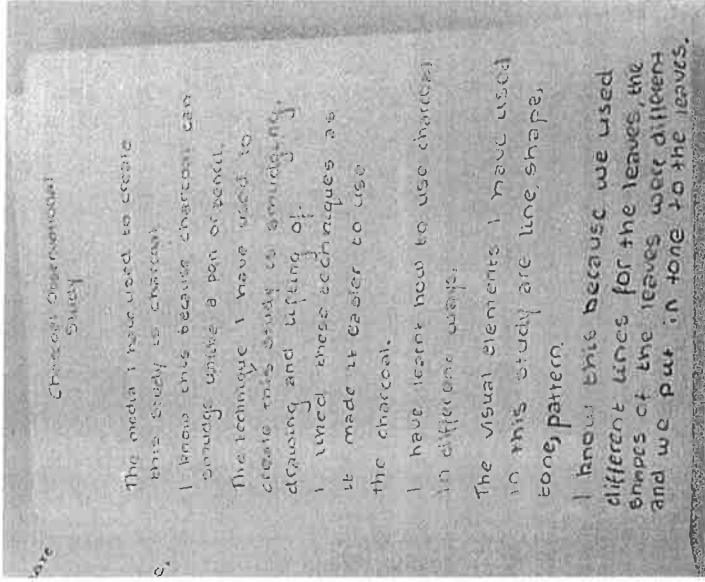 Charcoal Observational
Study
The media I have used to create
this study is charcoal
I know this because charcoal can
smudge unlike a pen or pencil.
The technique I have used to
create this study is smudging,
drawing and lifting of.
I used these techniques as
it made it easier to use
the charcoal.
I have learnt how to use charcoal
in different ways.
The visual elements I have used
in this study are line, shape,
tone, pattern.
I know this because we used
different lines for the leaves, the
shapes of the leaves were different
and we put in tone to the leaves.